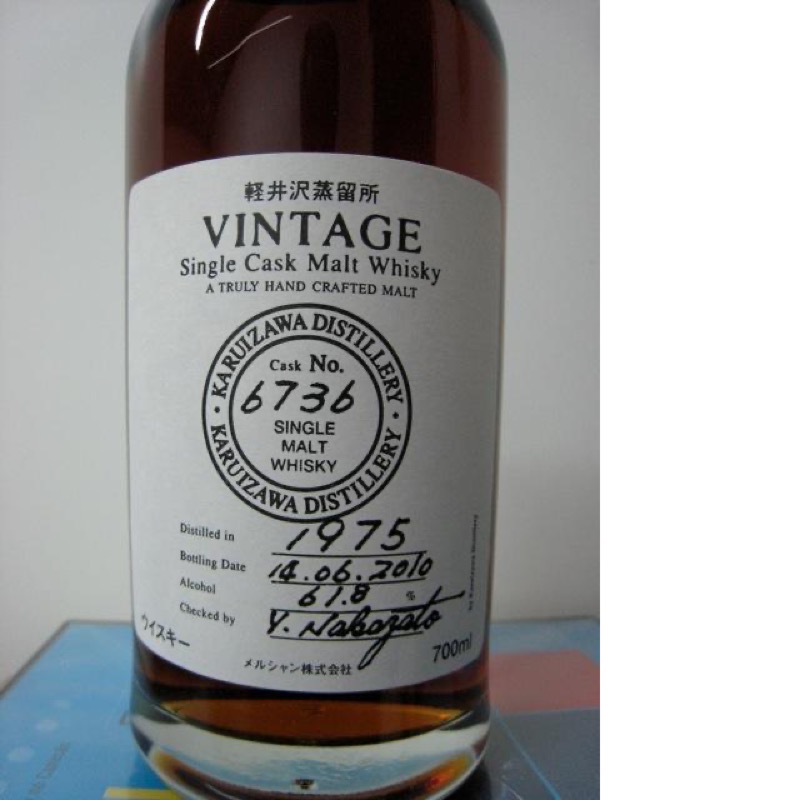 軽井沢蒸留所
VINTAGE
Single Cask Malt Whisky
A TRULY HAND CRAFTED MALT
KARUIZAWA DISTILLERY
Cask No.
6736
SINGLE
MALT
WHISKY
KARUIZAWA DISTILLERY
Distilled in 1975
Bottling Date 14.06.2010
Alcohol 61.8 %
Checked by Y. Nakazato
ウイスキー
メルシャン株式会社
700ml